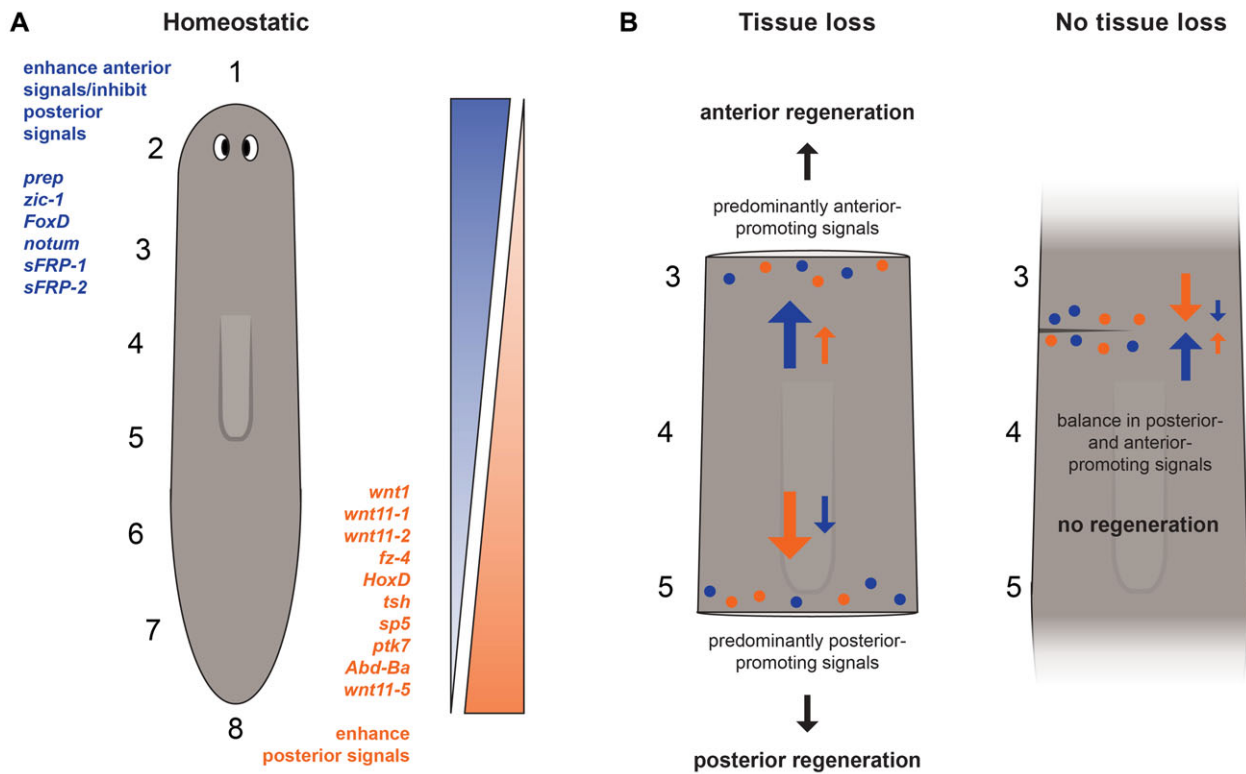 A
Homeostatic
enhance anterior
signals/inhibit
posterior
signals
prep
zic-1
FoxD
notum
sFRP-1
sFRP-2
1
2
3
4
5
6
7
8
wnt1
wnt11-1
wnt11-2
fz-4
HoxD
tsh
sp5
ptk7
Abd-Ba
wnt11-5
enhance
posterior signals
B
Tissue loss
anterior regeneration
predominantly anterior-
promoting signals
3
4
5
predominantly posterior-
promoting signals
posterior regeneration
No tissue loss
3
4
5
balance in posterior-
and anterior-
promoting signals
no regeneration